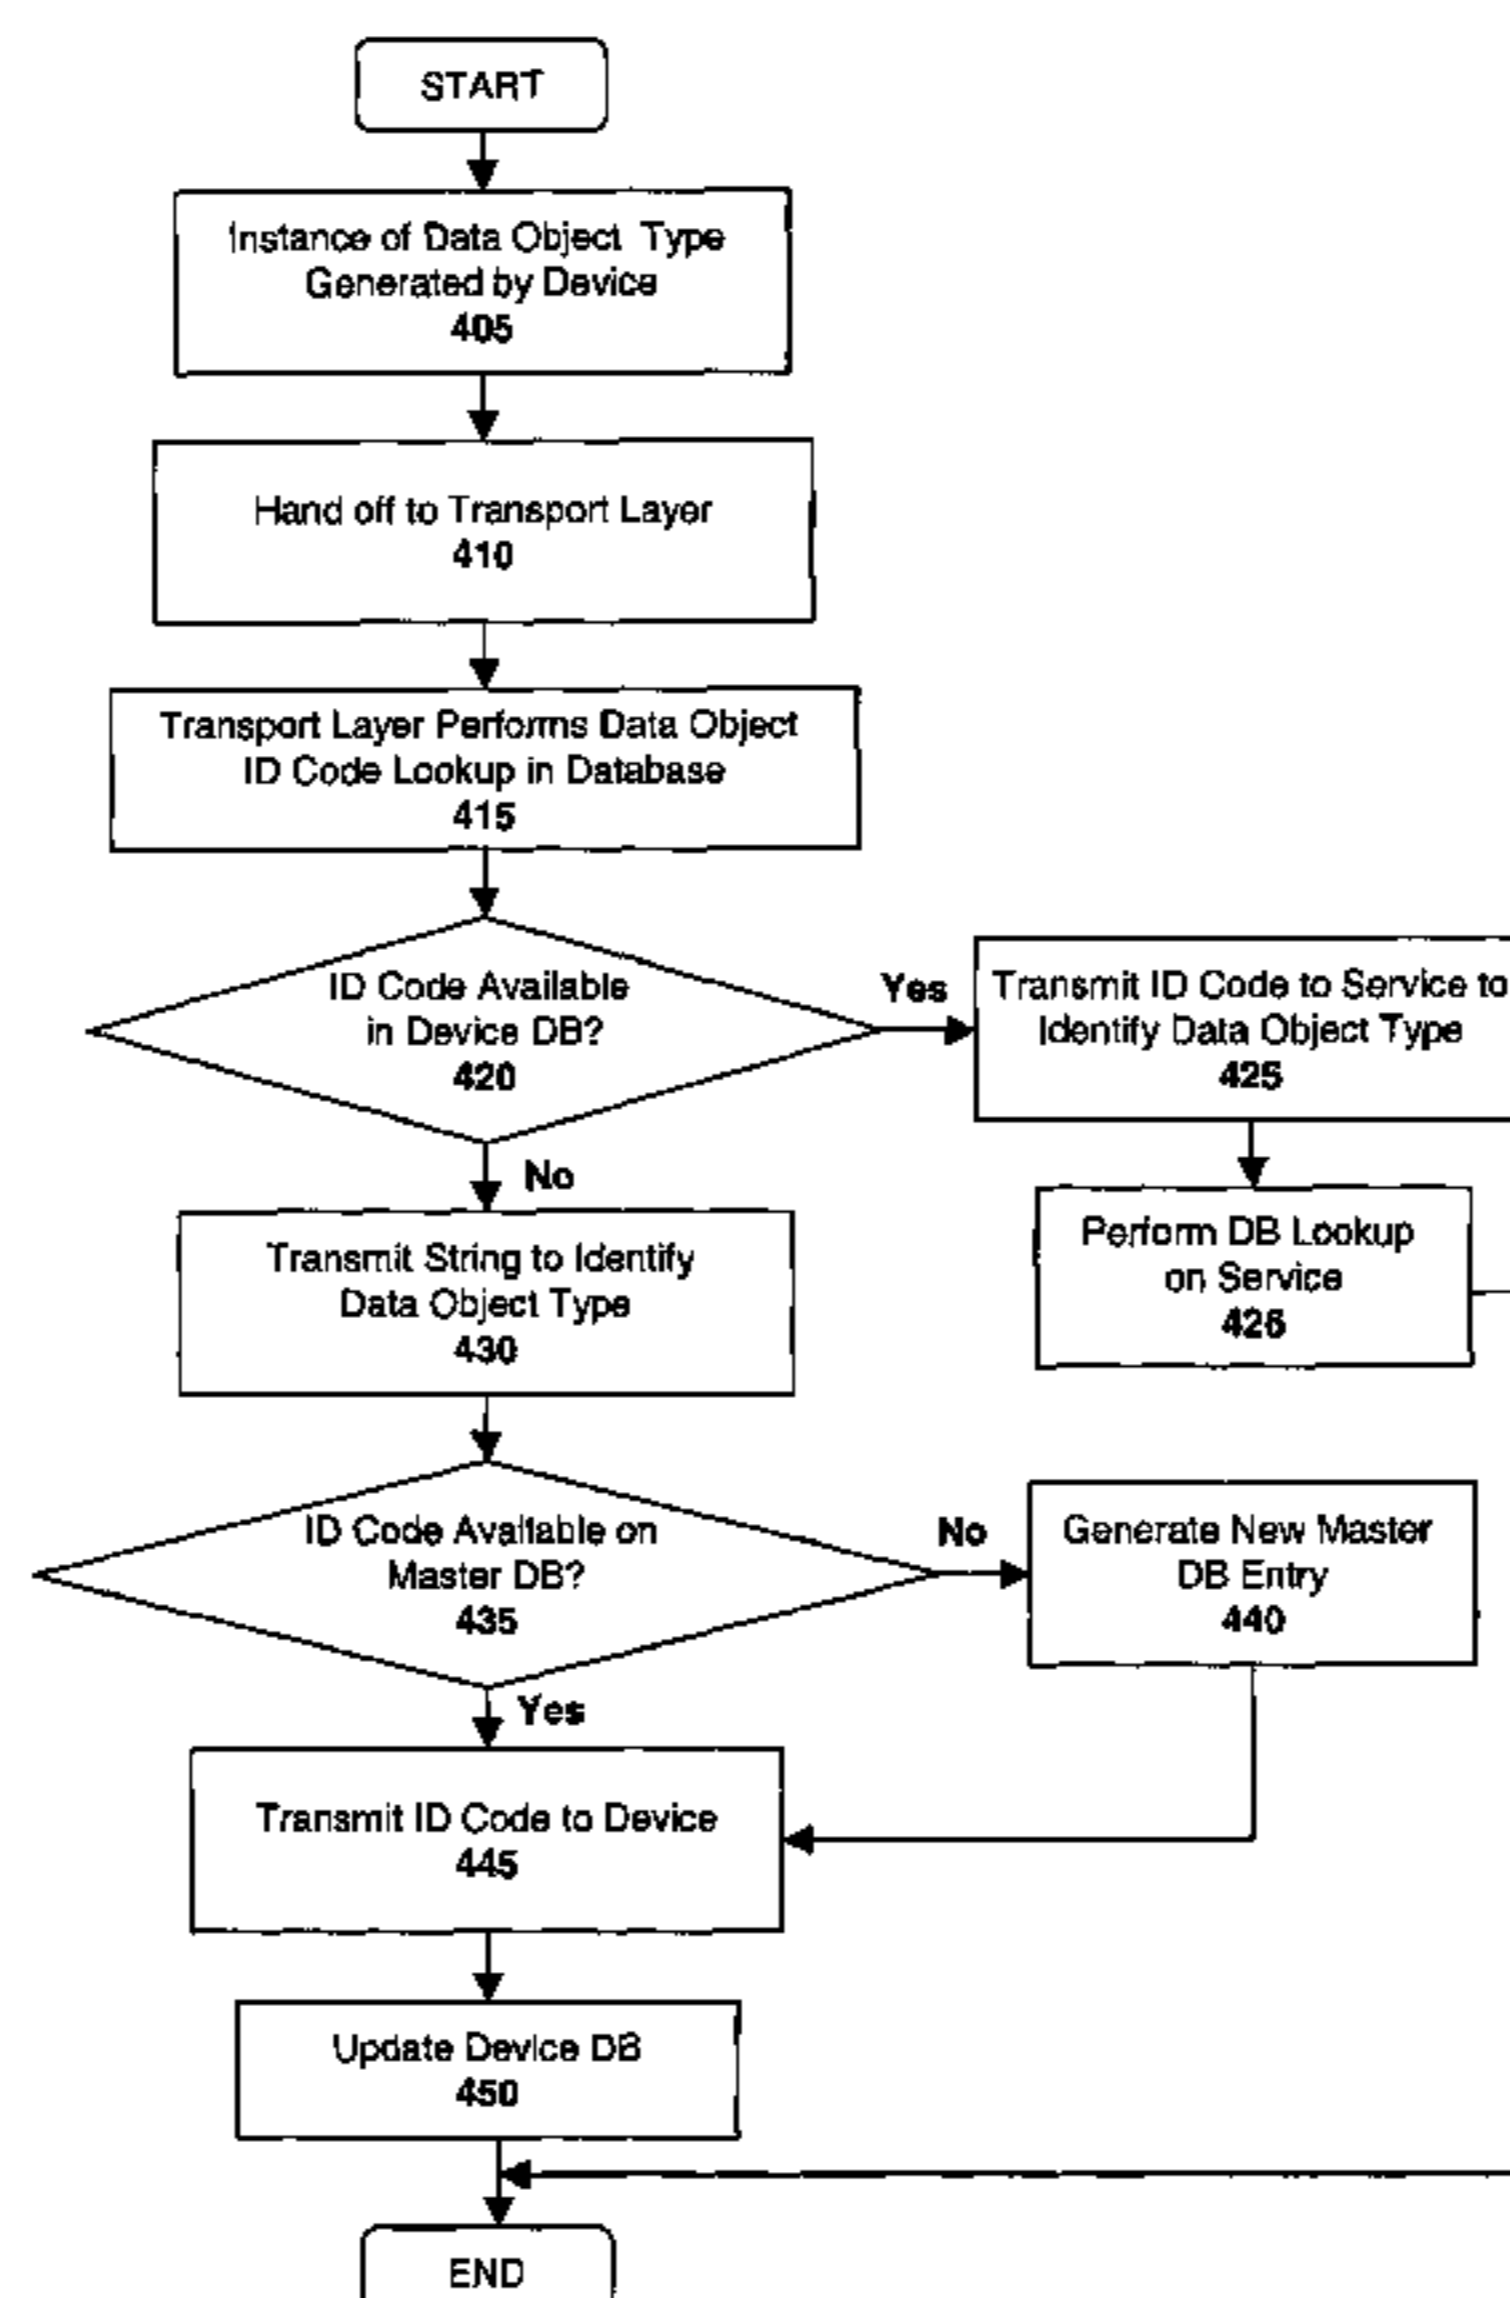 START
Instance of Data Object Type
Generated by Device
405
Hand off to Transport Layer
410
Transport Layer Performs Data Object
ID Code Lookup in Database
415
ID Code Available
in Device DB?
420
Yes
Transmit ID Code to Service to
Identify Data Object Type
425
No
Perform DB Lookup
on Service
426
Transmit String to Identify
Data Object Type
430
ID Code Available on
Master DB?
435
No
Generate New Master
DB Entry
440
Yes
Transmit ID Code to Device
445
Update Device DB
450
END